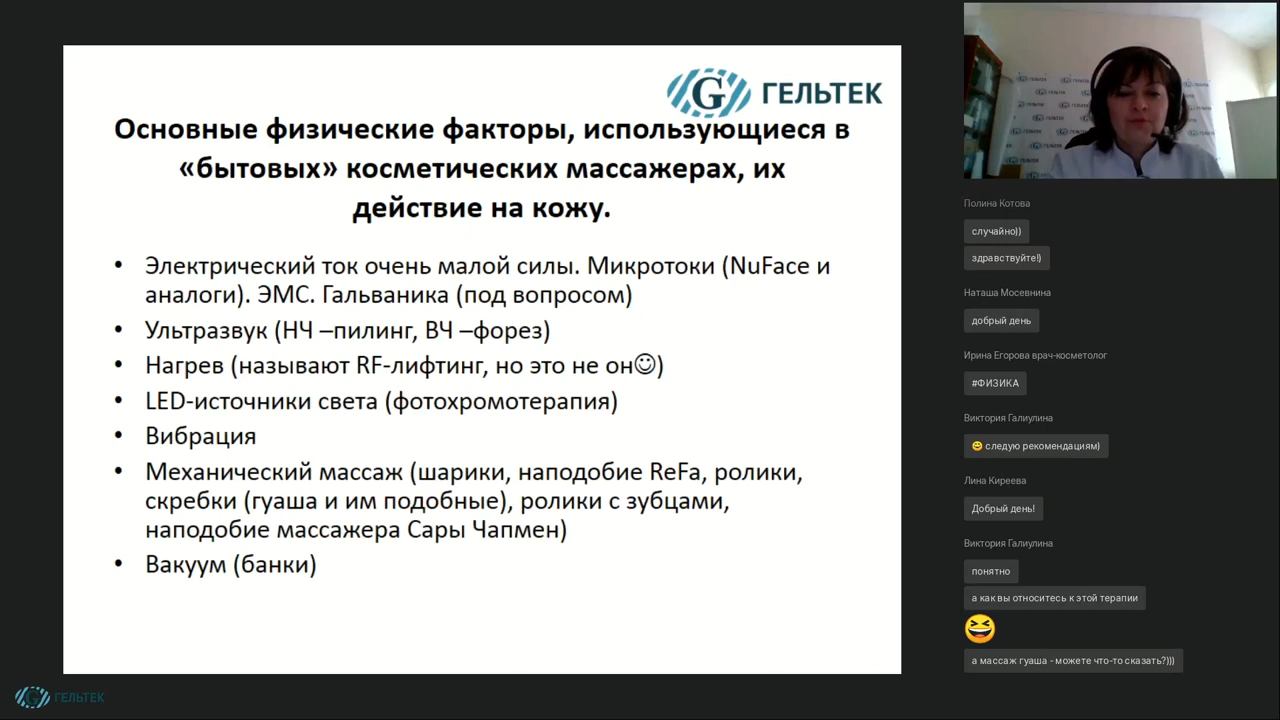 G ГЕЛЬТЕК
Основные физические факторы, использующиеся в
«бытовых» косметических массажерах, их
действие на кожу.
• Электрический ток очень малой силы. Микротоки (NuFace и
аналоги). ЭМС. Гальваника (под вопросом)
• Ультразвук (НЧ –пилинг, ВЧ –форез)
• Нагрев (называют RF-лифтинг, но это не он☺)
• LED-источники света (фотохромотерапия)
• Вибрация
• Механический массаж (шарики, наподобие ReFa, ролики,
скребки (гуаша и им подобные), ролики с зубцами,
наподобие массажера Сары Чапмен)
• Вакуум (банки)
G ГЕЛЬТЕК
Полина Котова
случайно))
здравствуйте!)
Наташа Мосевнина
добрый день
Ирина Егорова врач-косметолог
#ФИЗИКА
Виктория Галиулина
😄 следую рекомендациям)
Лина Киреева
Добрый день!
Виктория Галиулина
понятно
а как вы относитесь к этой терапии
😆
а массаж гуаша - можете что-то сказать?)))